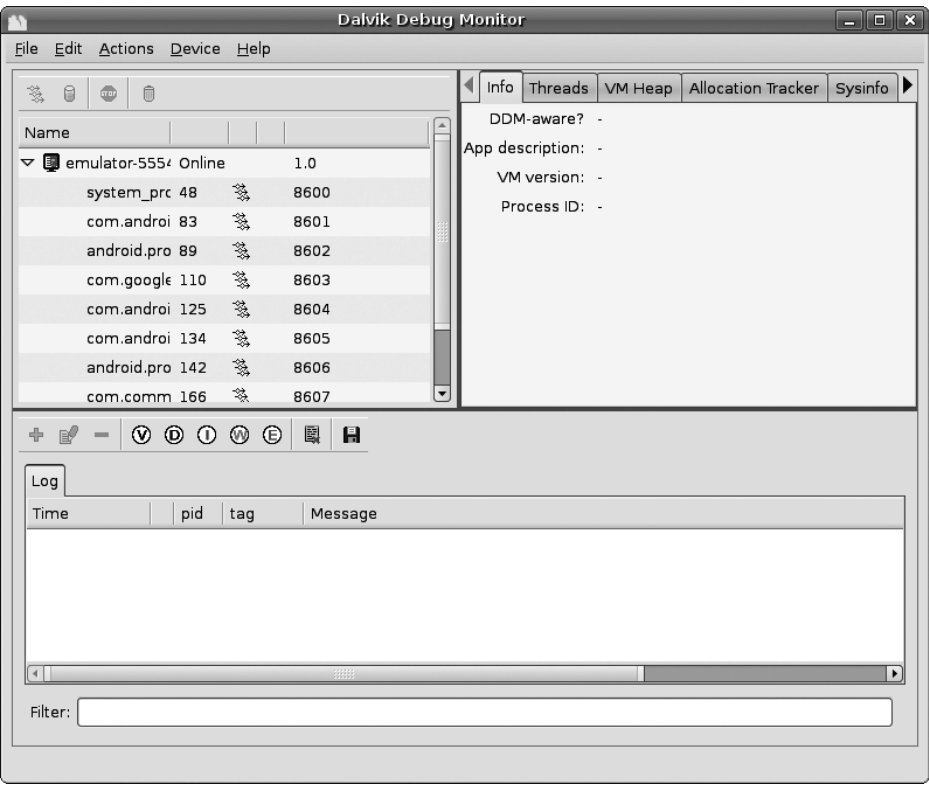 Dalvik Debug Monitor
File Edit Actions Device Help
STOP
Info Threads VM Heap Allocation Tracker Sysinfo
Name
emulator-5554 Online 1.0
system_prc 48 8600
com.androi 83 8601
android.pro 89 8602
com.google 110 8603
com.androi 125 8604
com.androi 134 8605
android.pro 142 8606
com.comm 166 8607
DDM-aware? -
App description: -
VM version: -
Process ID: -
V D I W E
Log
Time pid tag Message
Filter: